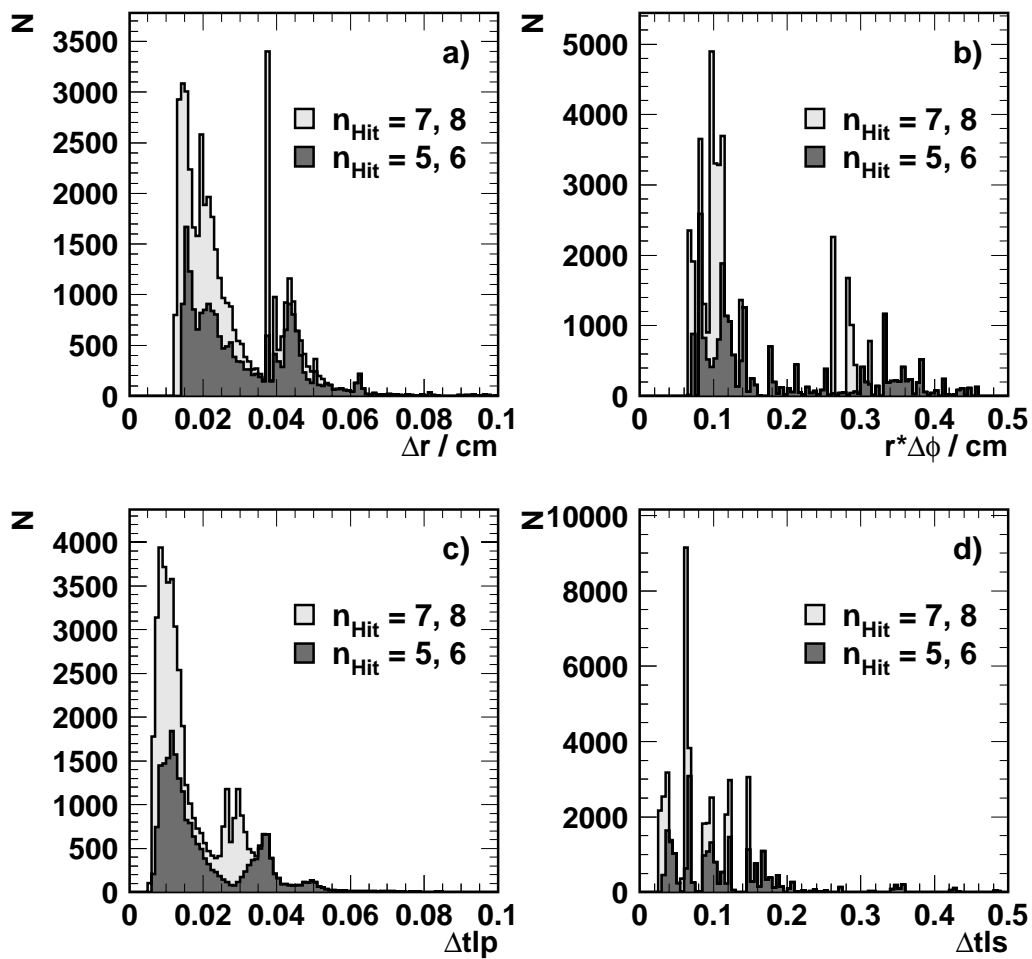 N
a)
3500
3000
2500
2000
1500
1000
500
0
n_Hit = 7, 8
n_Hit = 5, 6
0 0.02 0.04 0.06 0.08 0.1
Δr / cm
N
b)
5000
4000
3000
2000
1000
0
n_Hit = 7, 8
n_Hit = 5, 6
0 0.1 0.2 0.3 0.4 0.5
r*Δϕ / cm
N
c)
4000
3500
3000
2500
2000
1500
1000
500
0
n_Hit = 7, 8
n_Hit = 5, 6
0 0.02 0.04 0.06 0.08 0.1
Δtlp
N
d)
10000
8000
6000
4000
2000
0
n_Hit = 7, 8
n_Hit = 5, 6
0 0.1 0.2 0.3 0.4 0.5
Δtls